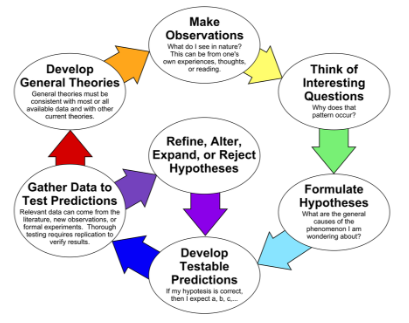 Make
Observations
What do I see in nature?
This can be from one's
own experiences, thoughts,
or reading.
Think of
Interesting
Questions
Why does that
pattern occur?
Formulate
Hypotheses
What are the general
causes of the
phenomenon I am
wondering about?
Develop
Testable
Predictions
If my hypotesis is correct,
then I expect a, b, c,...
Gather Data to
Test Predictions
Relevant data can come from the
literature, new observations, or
formal experiments. Thorough
testing requires replication to
verify results.
Refine, Alter,
Expand, or Reject
Hypotheses
Develop
General Theories
General theories must be
consistent with most or all
available data and with other
current theories.